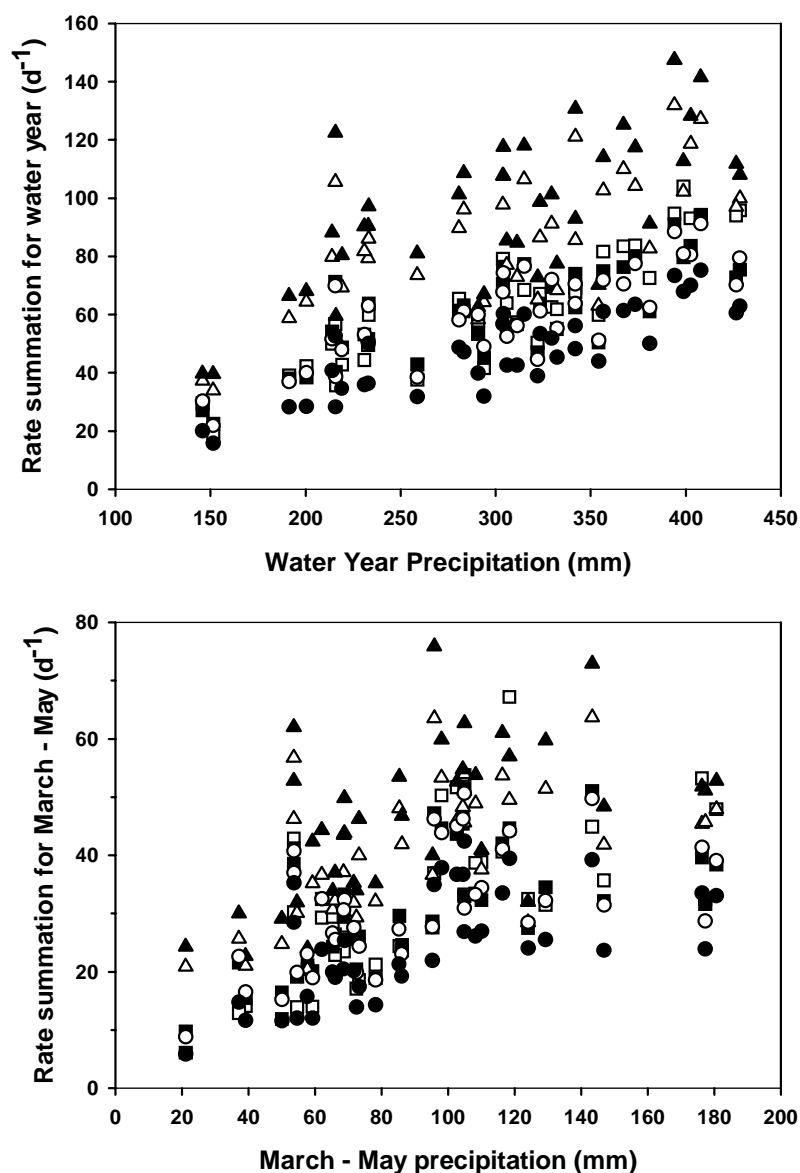 160
140
120
100
80
60
40
20
0
Rate summation for water year (d⁻¹)
100 150 200 250 300 350 400 450
Water Year Precipitation (mm)
80
60
40
20
0
Rate summation for March - May (d⁻¹)
0 20 40 60 80 100 120 140 160 180 200
March - May precipitation (mm)